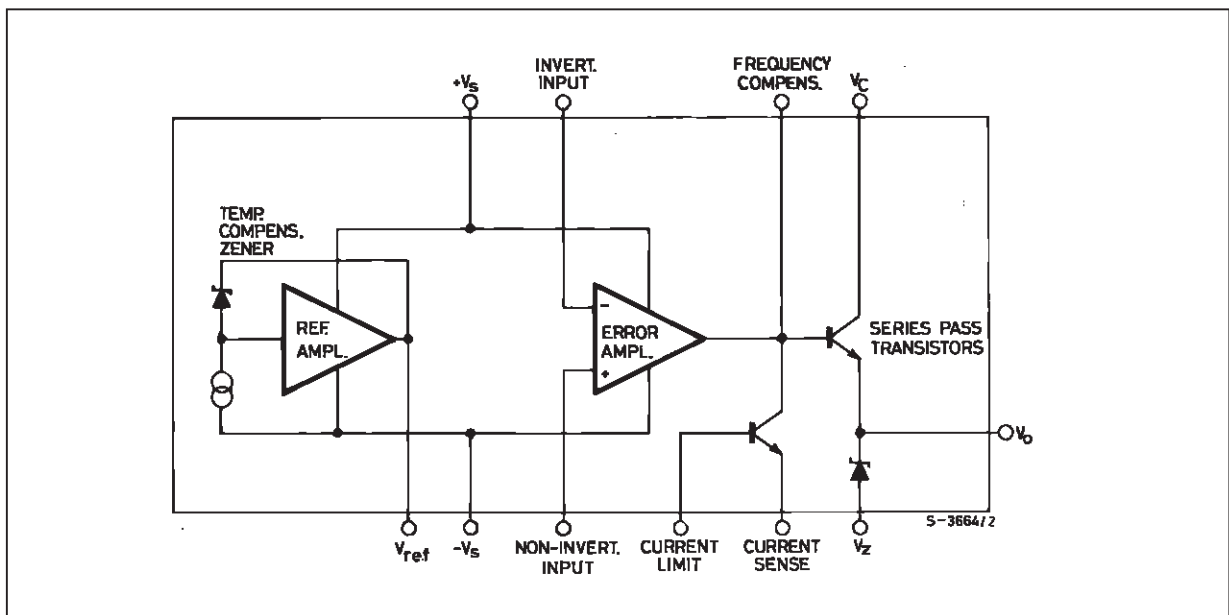 INVERT.
INPUT
FREQUENCY
COMPENS.
+VS
VC
TEMP.
COMPENS.
ZENER
REF.
AMPL.
-
ERROR
AMPL.
+
SERIES PASS
TRANSISTORS
Vo
S-3664/2
Vref
-VS
NON-INVERT.
INPUT
CURRENT
LIMIT
CURRENT
SENSE
VZ